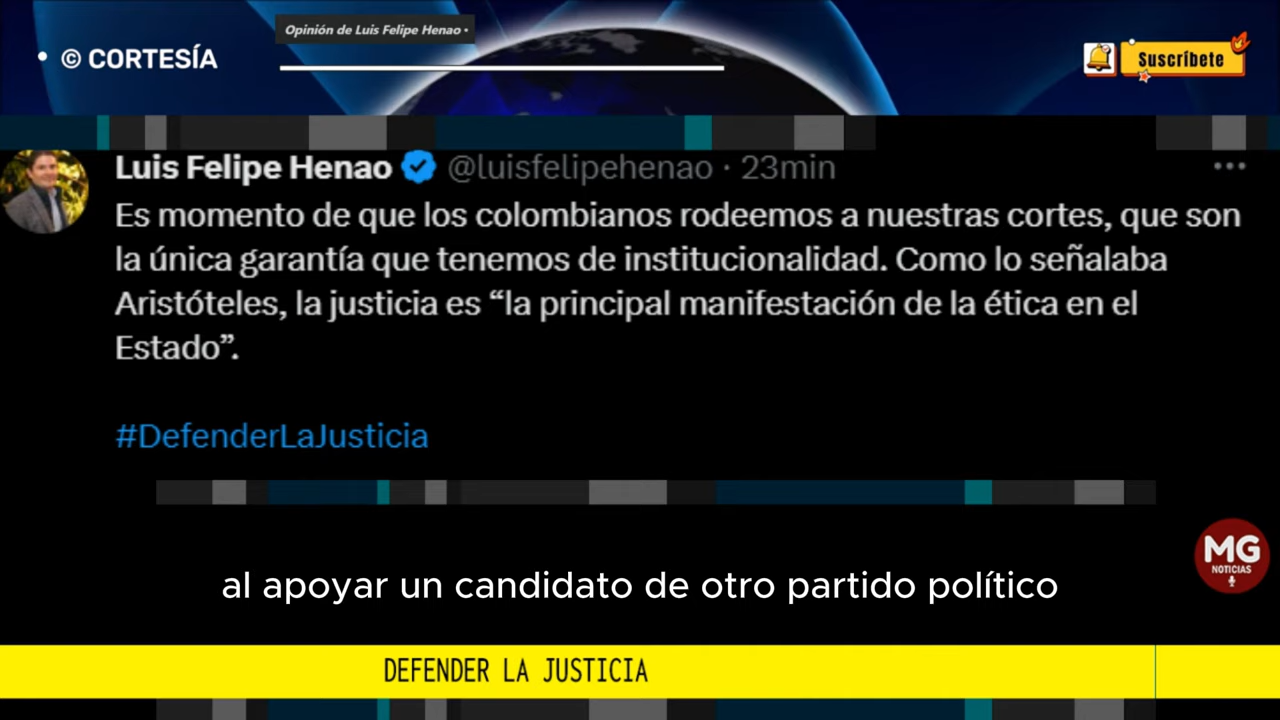 Opinión de Luis Felipe Henao •
• © CORTESÍA
Suscríbete
Luis Felipe Henao @luisfelipehenao · 23min
Es momento de que los colombianos rodeemos a nuestras cortes, que son
la única garantía que tenemos de institucionalidad. Como lo señalaba
Aristóteles, la justicia es “la principal manifestación de la ética en el
Estado”.
#DefenderLaJusticia
MG
NOTICIAS
al apoyar un candidato de otro partido político
DEFENDER LA JUSTICIA